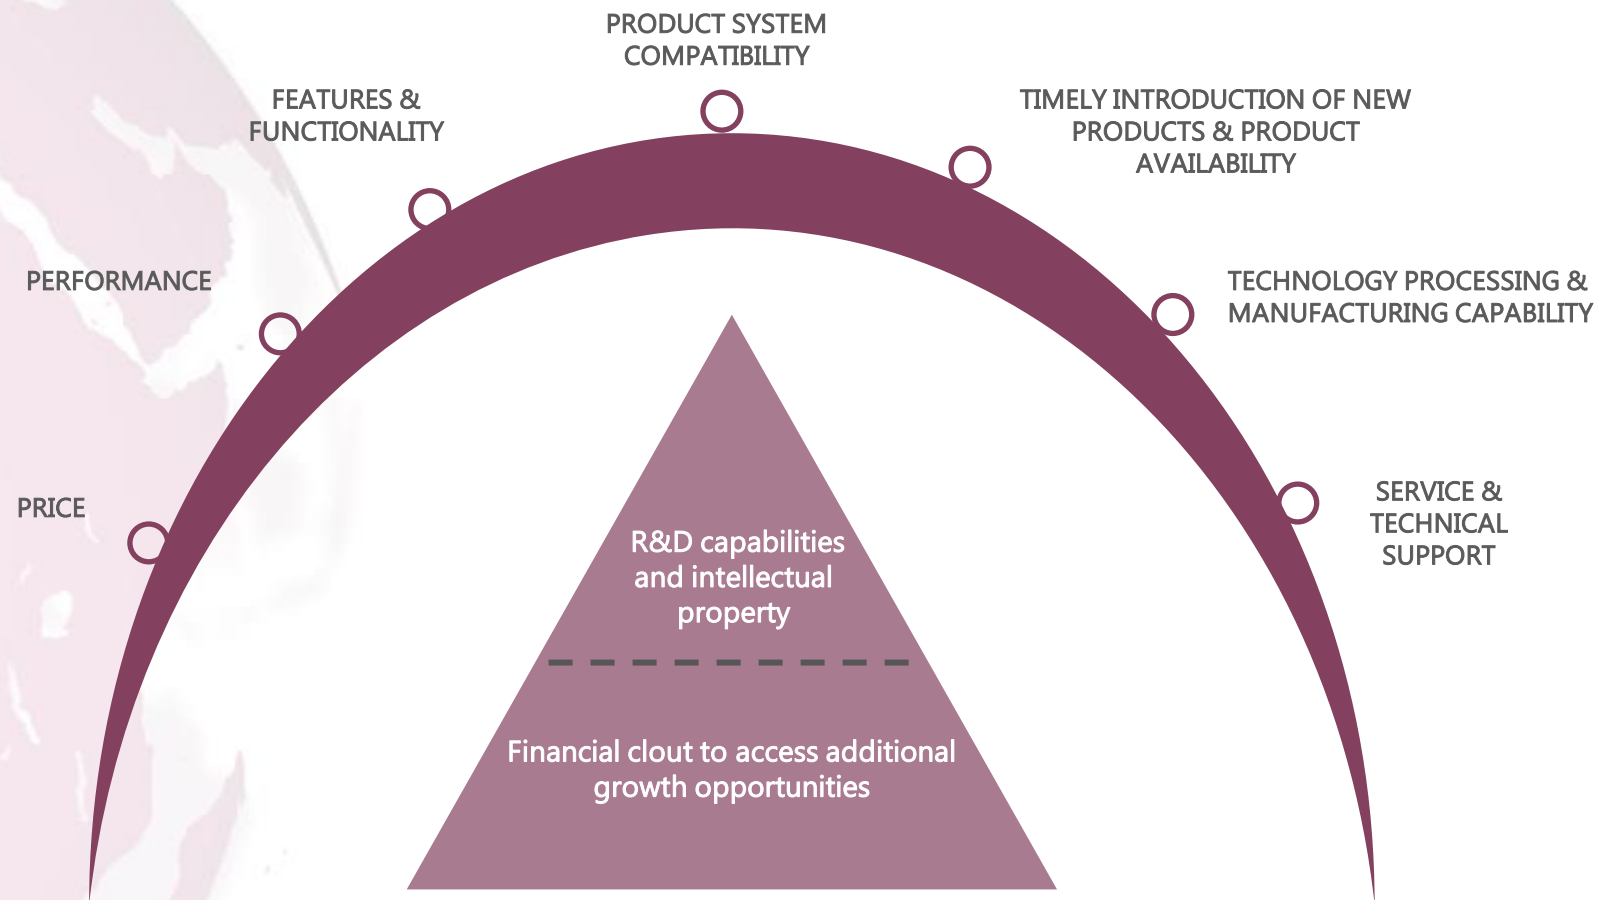 PRODUCT SYSTEM
COMPATIBILITY
FEATURES &
FUNCTIONALITY
TIMELY INTRODUCTION OF NEW
PRODUCTS & PRODUCT
AVAILABILITY
PERFORMANCE
TECHNOLOGY PROCESSING &
MANUFACTURING CAPABILITY
PRICE
SERVICE &
TECHNICAL
SUPPORT
R&D capabilities
and intellectual
property
Financial clout to access additional
growth opportunities